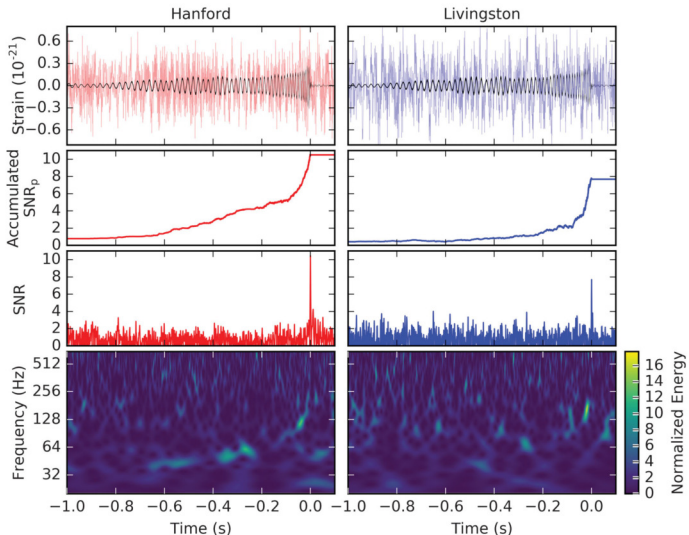 Hanford
Livingston
Strain (10⁻²¹)
0.6
0.3
0.0
−0.3
−0.6
Accumulated
SNRₚ
10
8
6
4
2
0
SNR
10
8
6
4
2
0
Frequency (Hz)
512
256
128
64
32
−1.0 −0.8 −0.6 −0.4 −0.2 0.0
Time (s)
−1.0 −0.8 −0.6 −0.4 −0.2 0.0
Time (s)
16
14
12
10
8
6
4
2
0
Normalized Energy